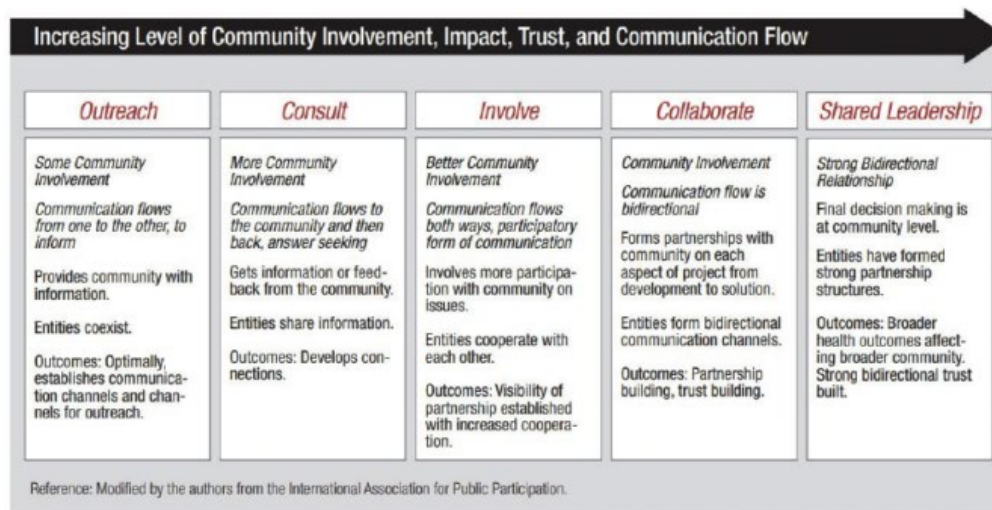 Increasing Level of Community Involvement, Impact, Trust, and Communication Flow
Outreach
Some Community
Involvement
Communication flows
from one to the other, to
inform
Provides community with
information.
Entities coexist.
Outcomes: Optimally,
establishes communica-
tion channels and chan-
nels for outreach.
Consult
More Community
Involvement
Communication flows to
the community and then
back, answer seeking
Gets information or feed-
back from the community.
Entities share information.
Outcomes: Develops con-
nections.
Involve
Better Community
Involvement
Communication flows
both ways, participatory
form of communication
Involves more participa-
tion with community on
issues.
Entities cooperate with
each other.
Outcomes: Visibility of
partnership established
with increased coopera-
tion.
Collaborate
Community Involvement
Communication flow is
bidirectional
Forms partnerships with
community on each
aspect of project from
development to solution.
Entities form bidirectional
communication channels.
Outcomes: Partnership
building, trust building.
Shared Leadership
Strong Bidirectional
Relationship
Final decision making is
at community level.
Entities have formed
strong partnership
structures.
Outcomes: Broader
health outcomes affect-
ing broader community.
Strong bidirectional trust
built.
Reference: Modified by the authors from the International Association for Public Participation.